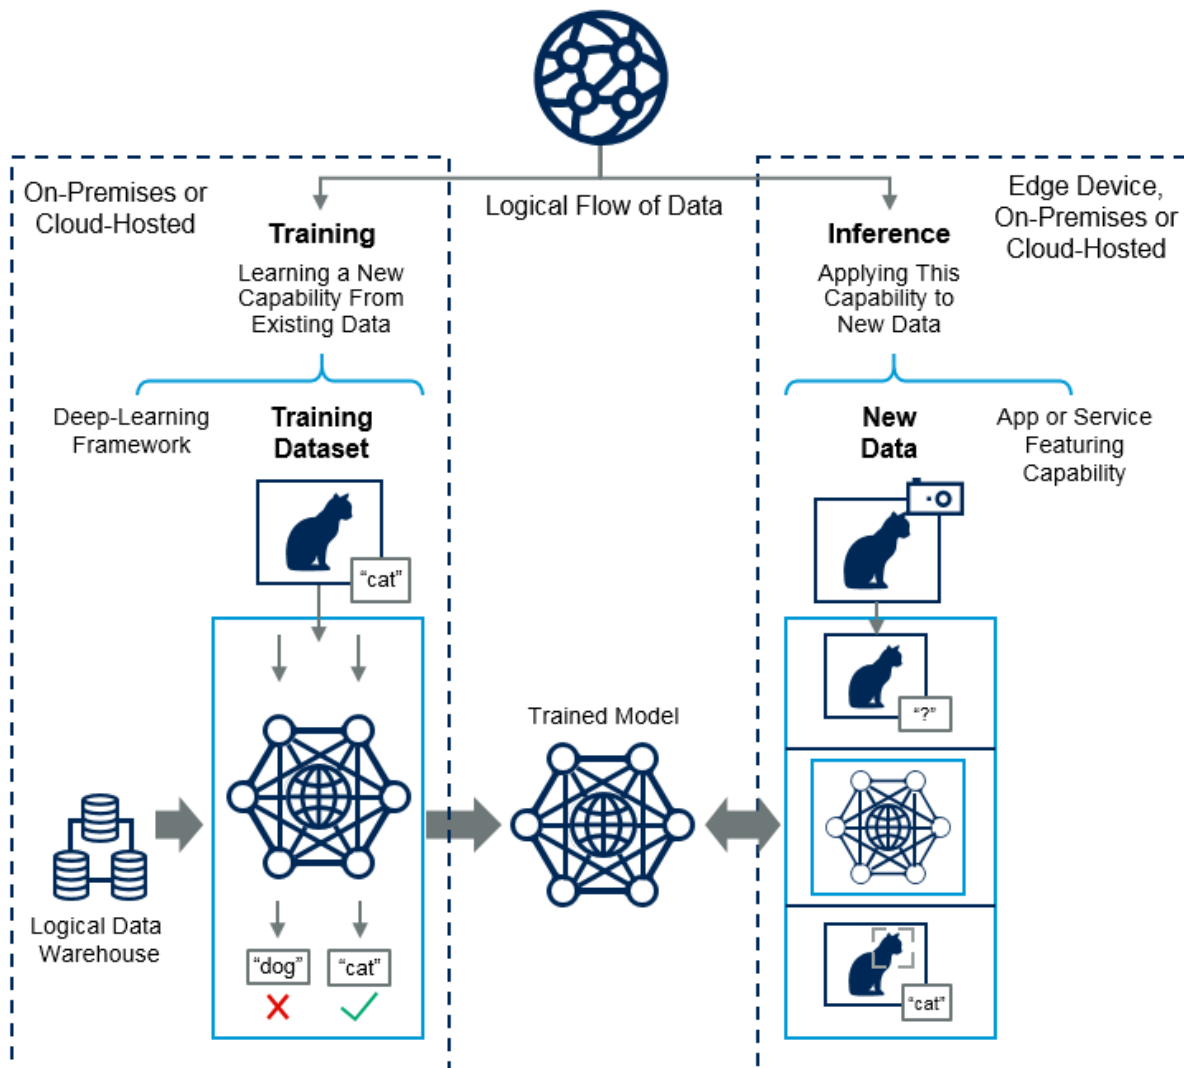 On-Premises or
Cloud-Hosted
Logical Flow of Data
Edge Device,
On-Premises or
Cloud-Hosted
Training
Learning a New
Capability From
Existing Data
Inference
Applying This
Capability to
New Data
Deep-Learning
Framework
Training
Dataset
New
Data
App or Service
Featuring
Capability
“cat”
“?”
Trained Model
Logical Data
Warehouse
“dog”
“cat”
“cat”